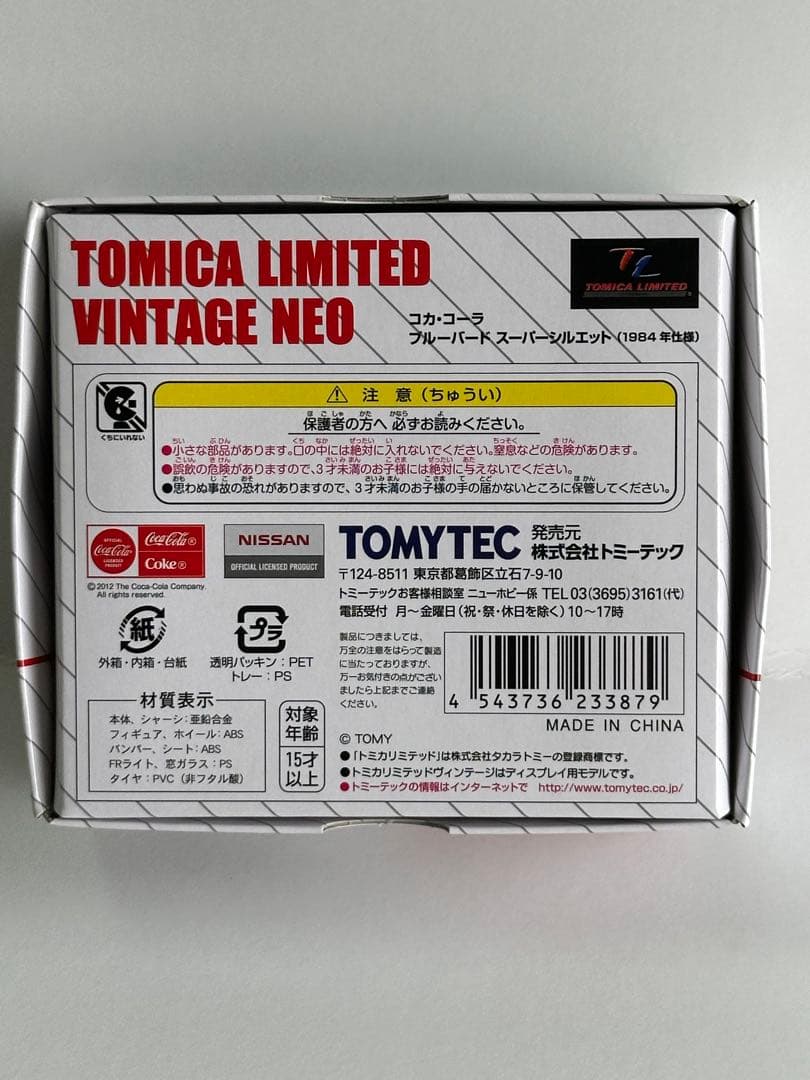 TOMICA LIMITED
VINTAGE NEO
TL
TOMICA LIMITED
コカ・コーラ
ブルーバード スーパーシルエット（1984年仕様）
くちにいれない
⚠ 注 意（ちゅうい）
保護者の方へ 必ずお読みください。
●小さな部品があります。口の中には絶対に入れないでください。窒息などの危険があります。
●誤飲の危険がありますので、3才未満のお子様には絶対に与えないでください。
●思わぬ事故の恐れがありますので、3才未満のお子様の手の届かないところに保管してください。
OFFICIAL
Coca-Cola
LICENSED
PRODUCT
Coca-Cola®
Coke®
©2012 The Coca-Cola Company.
All rights reserved.
NISSAN
OFFICIAL LICENSED PRODUCT
TOMYTEC
発売元
株式会社トミーテック
〒124-8511 東京都葛飾区立石7-9-10
トミーテックお客様相談室 ニューホビー係 TEL 03(3695)3161(代)
電話受付 月〜金曜日(祝・祭・休日を除く)10〜17時
紙
外箱・内箱・台紙
プラ
透明パッキン：PET
トレー：PS
製品につきましては、
万全の注意をはらって製造
に当たっておりますが、
万一お気付きの点がござい
ましたら上記までご連絡
ください。
4 543736 233879
MADE IN CHINA
材質表示
本体、シャーシ：亜鉛合金
フィギュア、ホイール：ABS
バンパー、シート：ABS
FRライト、窓ガラス：PS
タイヤ：PVC（非フタル酸）
対象
年齢
15才
以上
© TOMY
●「トミカリミテッド」は株式会社タカラトミーの登録商標です。
●トミカリミテッドヴィンテージはディスプレイ用モデルです。
●トミーテックの情報はインターネットで http://www.tomytec.co.jp/